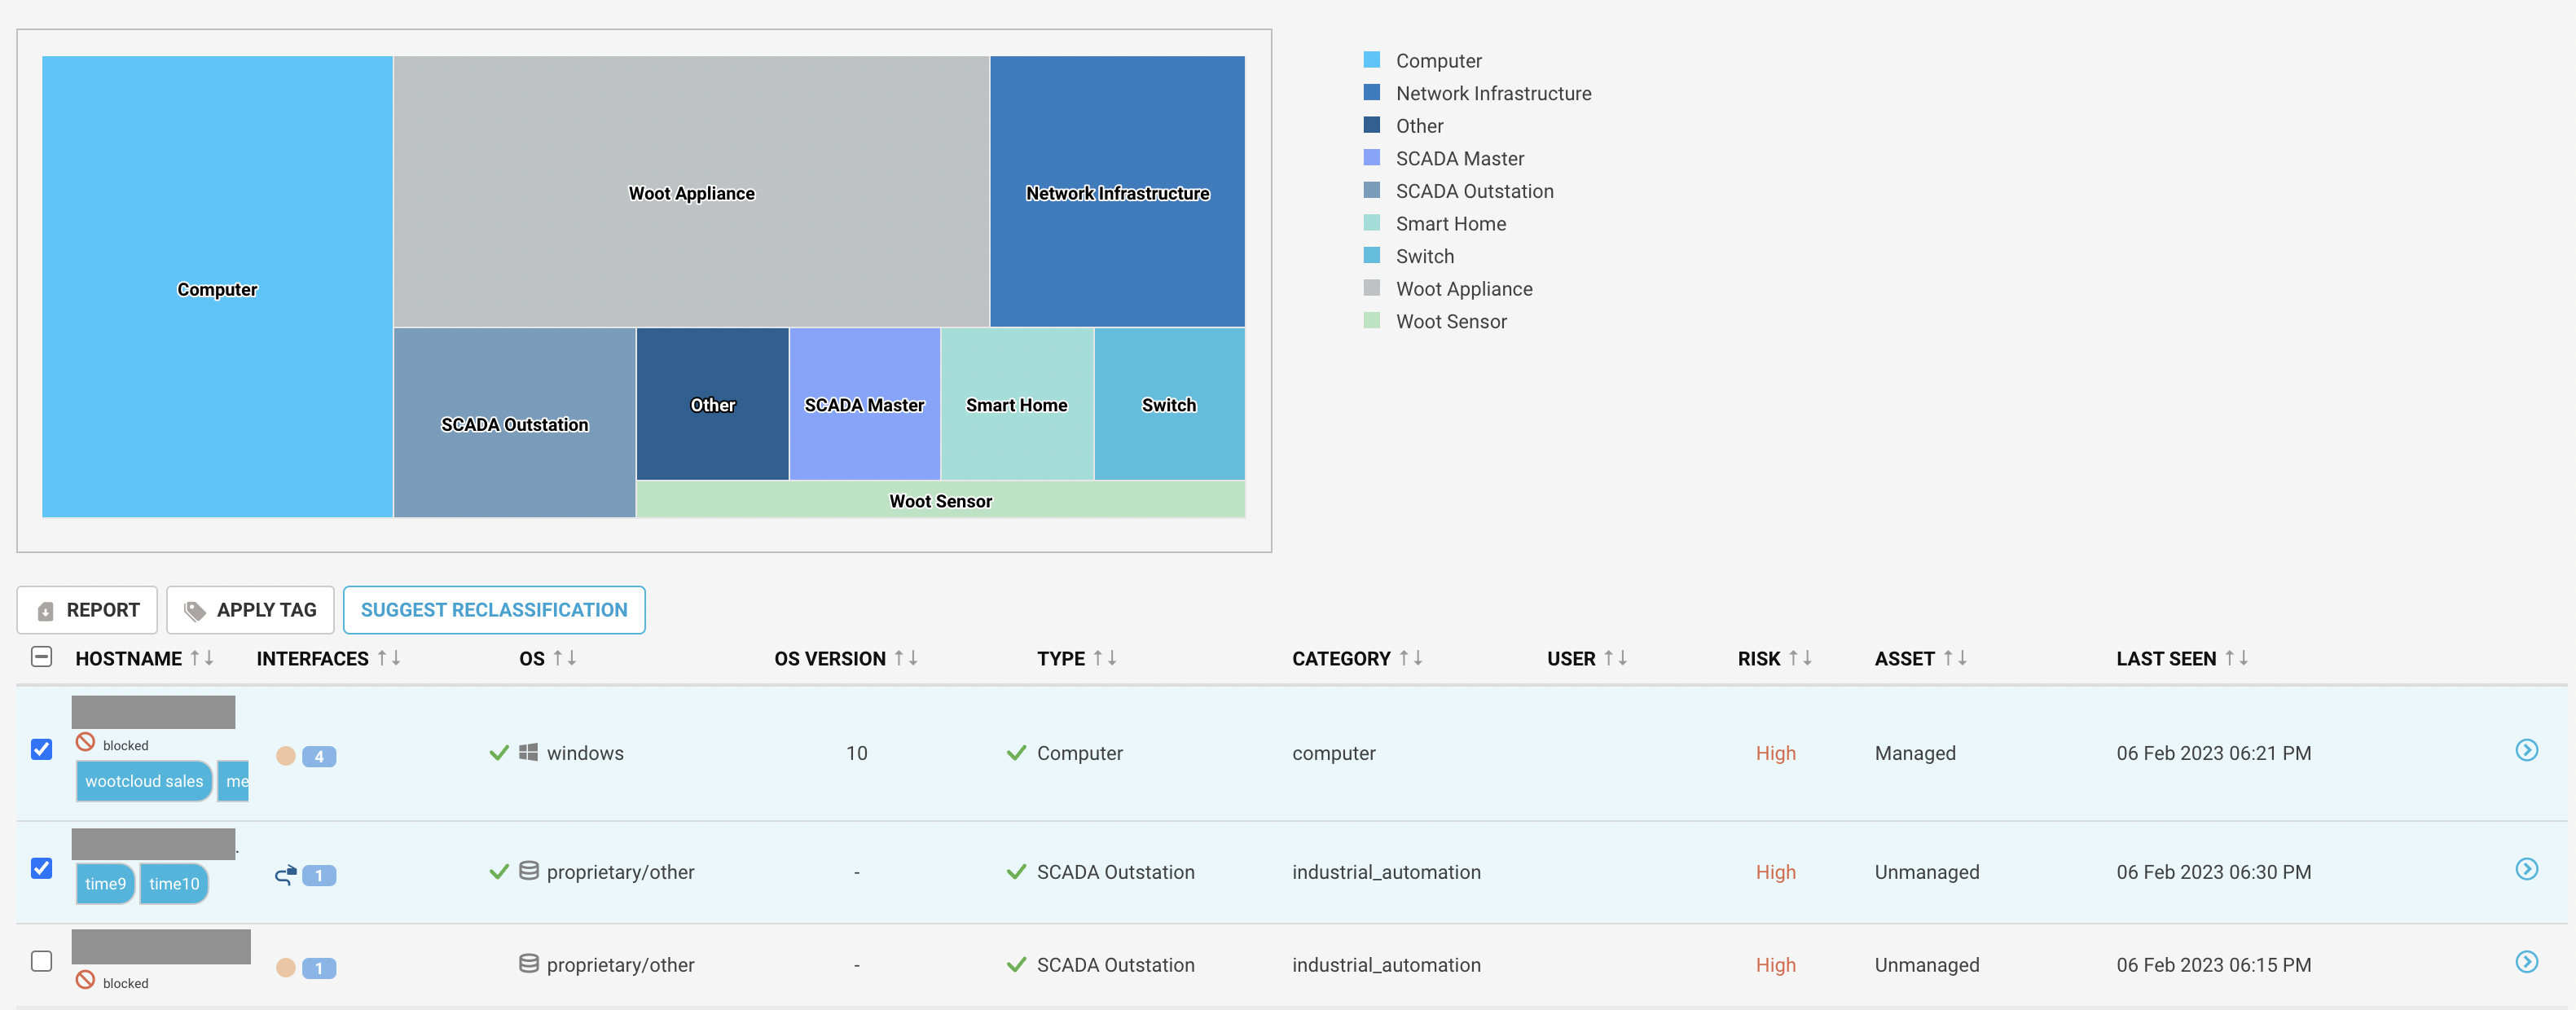 Computer
Woot Appliance
Network Infrastructure
SCADA Outstation
Other
SCADA Master
Smart Home
Switch
Woot Sensor
Computer
Network Infrastructure
Other
SCADA Master
SCADA Outstation
Smart Home
Switch
Woot Appliance
Woot Sensor
REPORT APPLY TAG SUGGEST RECLASSIFICATION
HOSTNAME INTERFACES OS OS VERSION TYPE CATEGORY USER RISK ASSET LAST SEEN
blocked
4 windows 10 Computer computer High Managed 06 Feb 2023 06:21 PM
wootcloud sales me
1 proprietary/other - SCADA Outstation industrial_automation High Unmanaged 06 Feb 2023 06:30 PM
time9 time10
1 proprietary/other - SCADA Outstation industrial_automation High Unmanaged 06 Feb 2023 06:15 PM
blocked